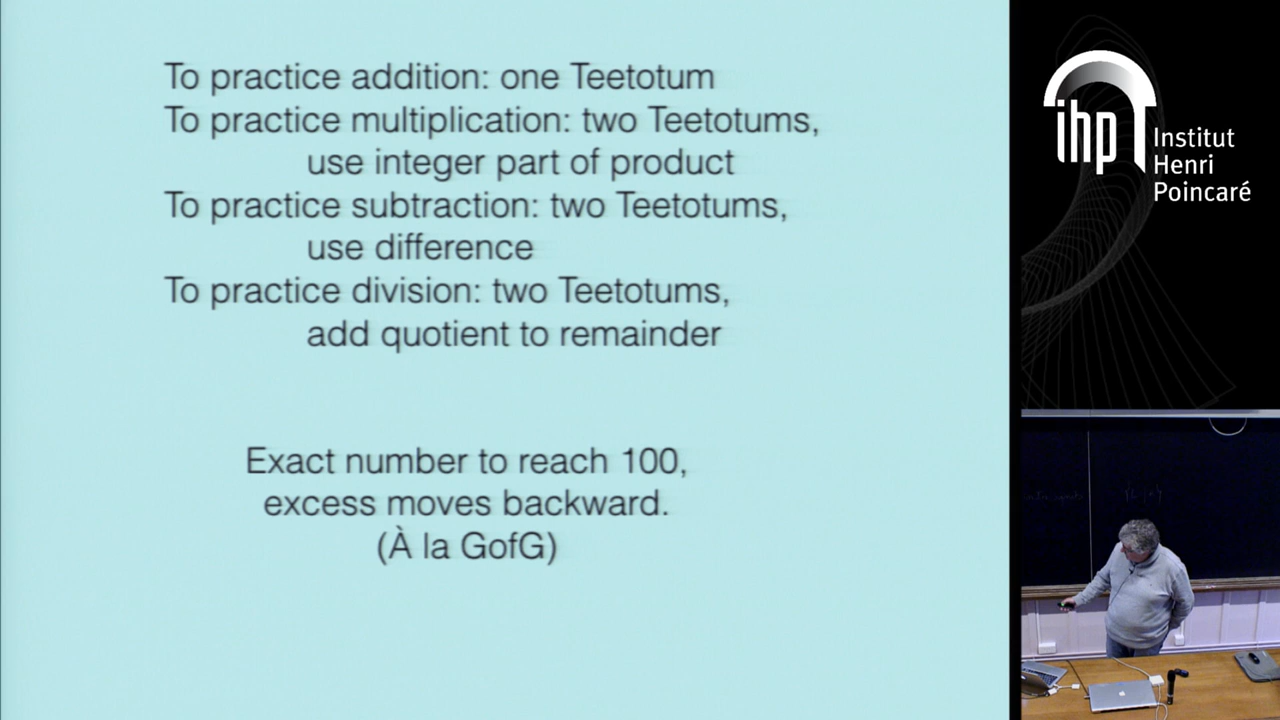 To practice addition: one Teetotum
To practice multiplication: two Teetotums,
use integer part of product
To practice subtraction: two Teetotums,
use difference
To practice division: two Teetotums,
add quotient to remainder
Exact number to reach 100,
excess moves backward.
(À la GofG)
ihp
Institut
Henri
Poincaré